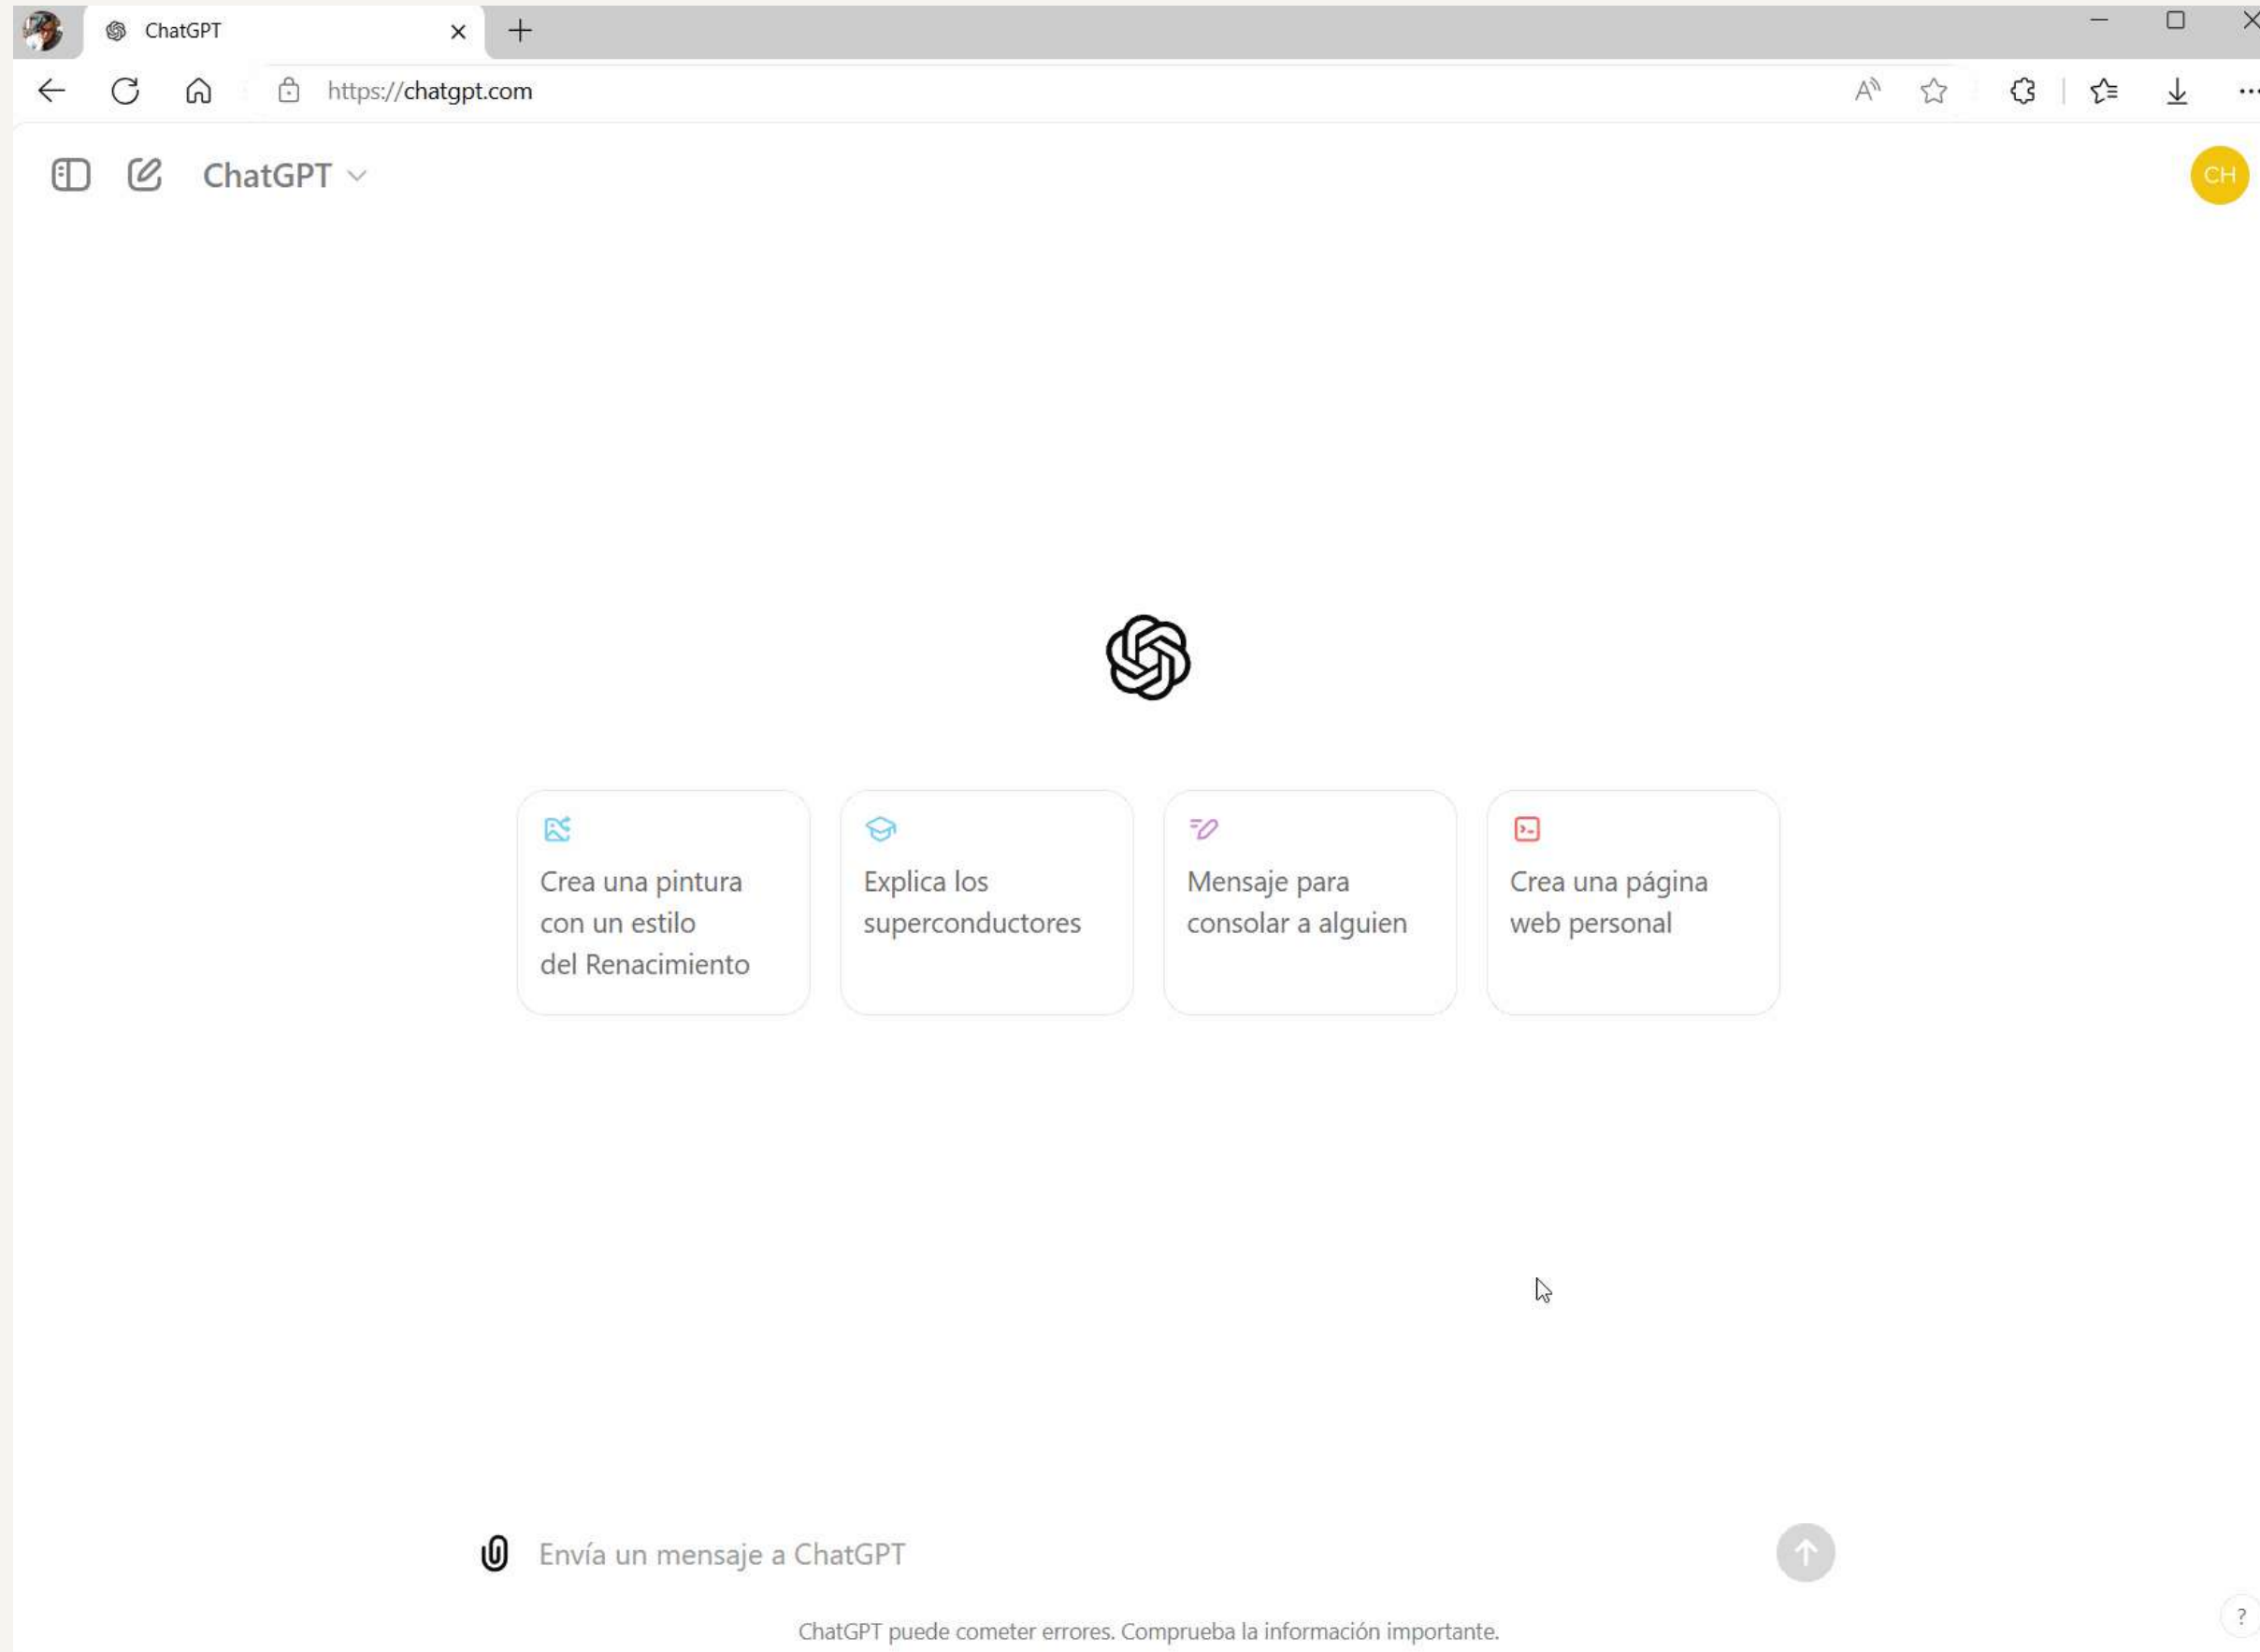 ChatGPT
https://chatgpt.com
ChatGPT
CH
Crea una pintura
con un estilo
del Renacimiento
Explica los
superconductores
Mensaje para
consolar a alguien
Crea una página
web personal
Envía un mensaje a ChatGPT
ChatGPT puede cometer errores. Comprueba la información importante.
?